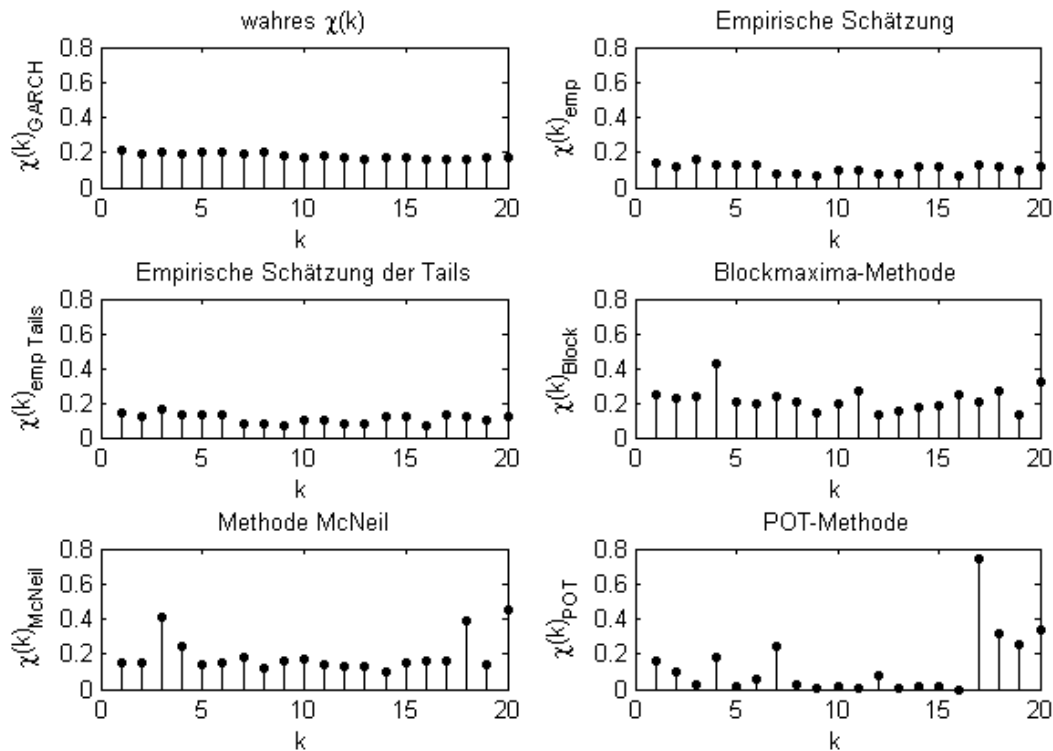 wahres χ(k)
0.8
0.6
0.4
0.2
0
χ(k)GARCH
0 5 10 15 20
k
Empirische Schätzung
0.8
0.6
0.4
0.2
0
χ(k)emp
0 5 10 15 20
k
Empirische Schätzung der Tails
0.8
0.6
0.4
0.2
0
χ(k)emp Tails
0 5 10 15 20
k
Blockmaxima-Methode
0.8
0.6
0.4
0.2
0
χ(k)Block
0 5 10 15 20
k
Methode McNeil
0.8
0.6
0.4
0.2
0
χ(k)McNeil
0 5 10 15 20
k
POT-Methode
0.8
0.6
0.4
0.2
0
χ(k)POT
0 5 10 15 20
k